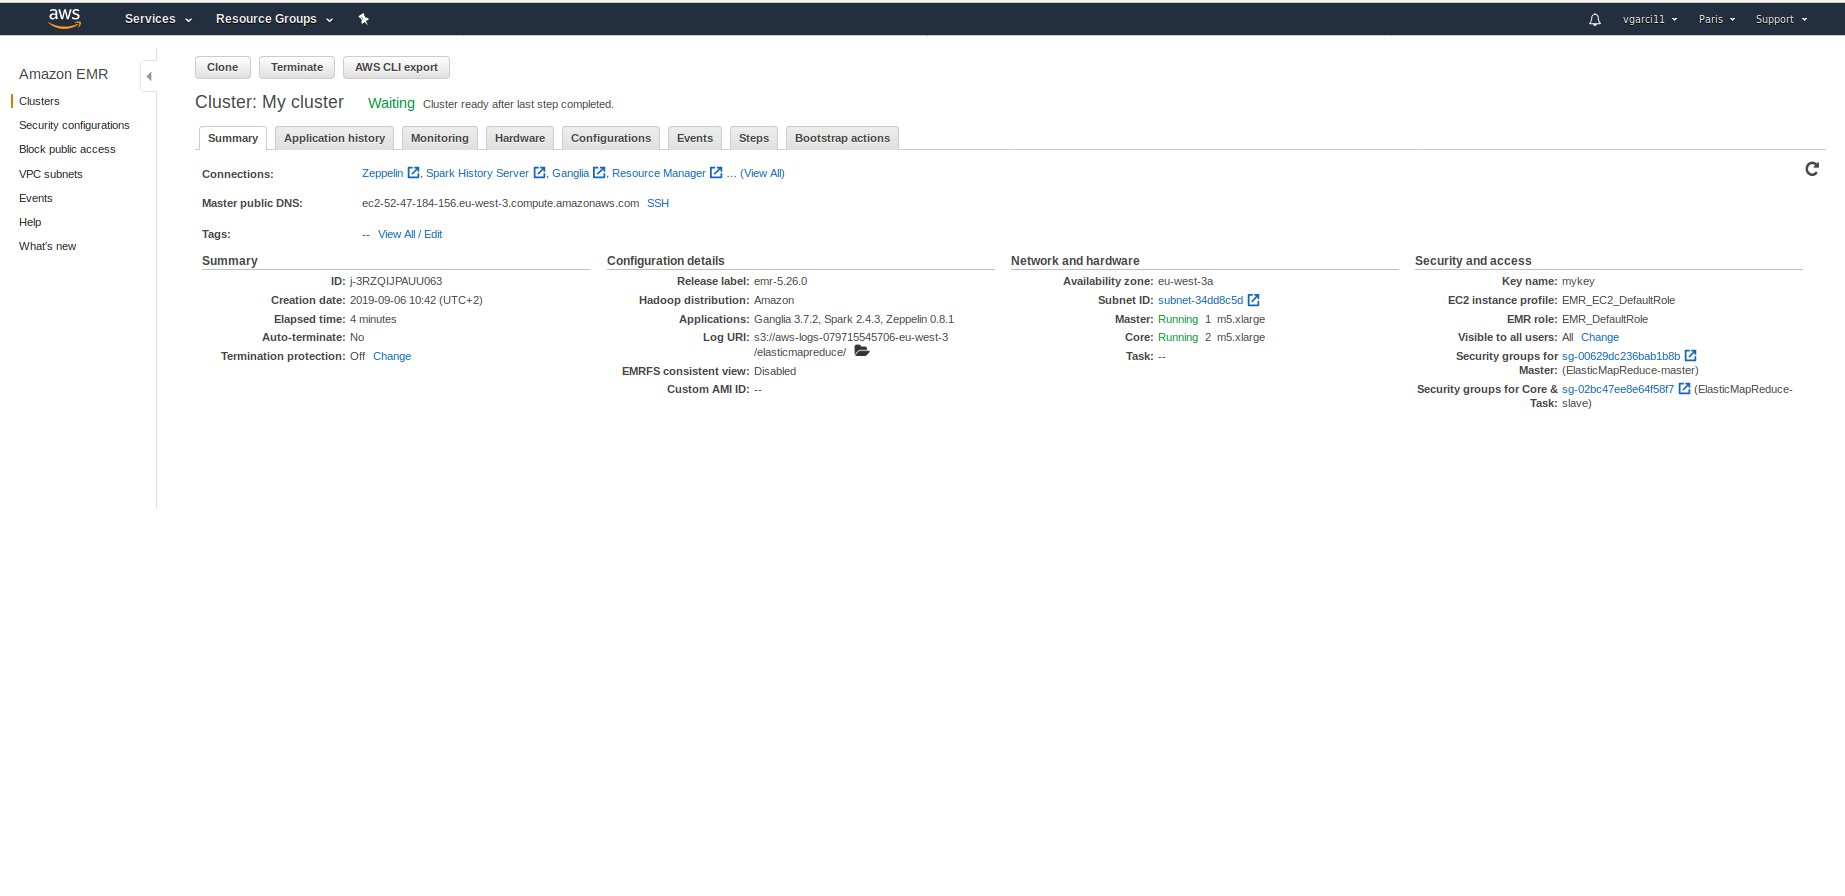 aws Services Resource Groups vgarci11 Paris Support
Amazon EMR
Clusters
Security configurations
Block public access
VPC subnets
Events
Help
What's new
Clone Terminate AWS CLI export
Cluster: My cluster Waiting Cluster ready after last step completed.
Summary Application history Monitoring Hardware Configurations Events Steps Bootstrap actions
Connections: Zeppelin, Spark History Server, Ganglia, Resource Manager ... (View All)
Master public DNS: ec2-52-47-184-156.eu-west-3.compute.amazonaws.com SSH
Tags: -- View All / Edit
Summary
ID: j-3RZQIJPAUU063
Creation date: 2019-09-06 10:42 (UTC+2)
Elapsed time: 4 minutes
Auto-terminate: No
Termination protection: Off Change
Configuration details
Release label: emr-5.26.0
Hadoop distribution: Amazon
Applications: Ganglia 3.7.2, Spark 2.4.3, Zeppelin 0.8.1
Log URI: s3://aws-logs-079715545706-eu-west-3
/elasticmapreduce/
EMRFS consistent view: Disabled
Custom AMI ID: --
Network and hardware
Availability zone: eu-west-3a
Subnet ID: subnet-34dd8c5d
Master: Running 1 m5.xlarge
Core: Running 2 m5.xlarge
Task: --
Security and access
Key name: mykey
EC2 instance profile: EMR_EC2_DefaultRole
EMR role: EMR_DefaultRole
Visible to all users: All Change
Security groups for sg-00629dc236bab1b8b
Master: (ElasticMapReduce-master)
Security groups for Core & sg-02bc47ee8e64f58f7 (ElasticMapReduce-
Task: slave)